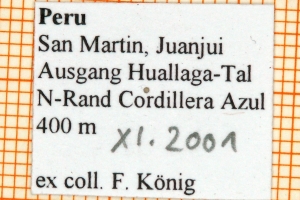 Peru
San Martin, Juanjui
Ausgang Huallaga-Tal
N-Rand Cordillera Azul
400 m XI. 2001
ex coll. F. König